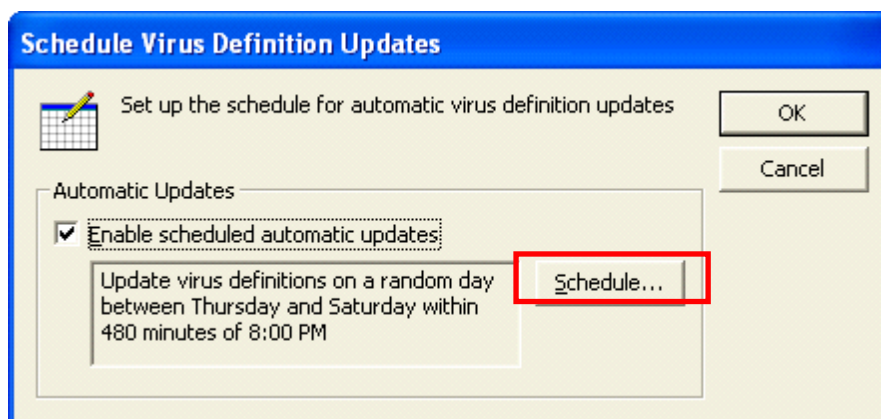 Schedule Virus Definition Updates
Set up the schedule for automatic virus definition updates
OK
Cancel
Automatic Updates
Enable scheduled automatic updates
Update virus definitions on a random day
between Thursday and Saturday within
480 minutes of 8:00 PM
Schedule...